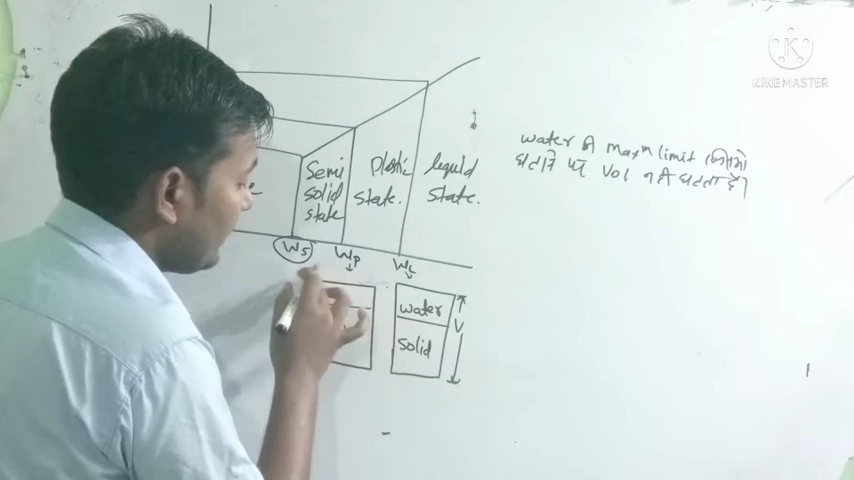 KINEMASTER
water की maxᵐ limit जिसके
घटाने पर Vol नही घटता है।
Semi
solid
state
Plastic
state.
liquid
state.
Ws
Wp
WL
water
V
solid